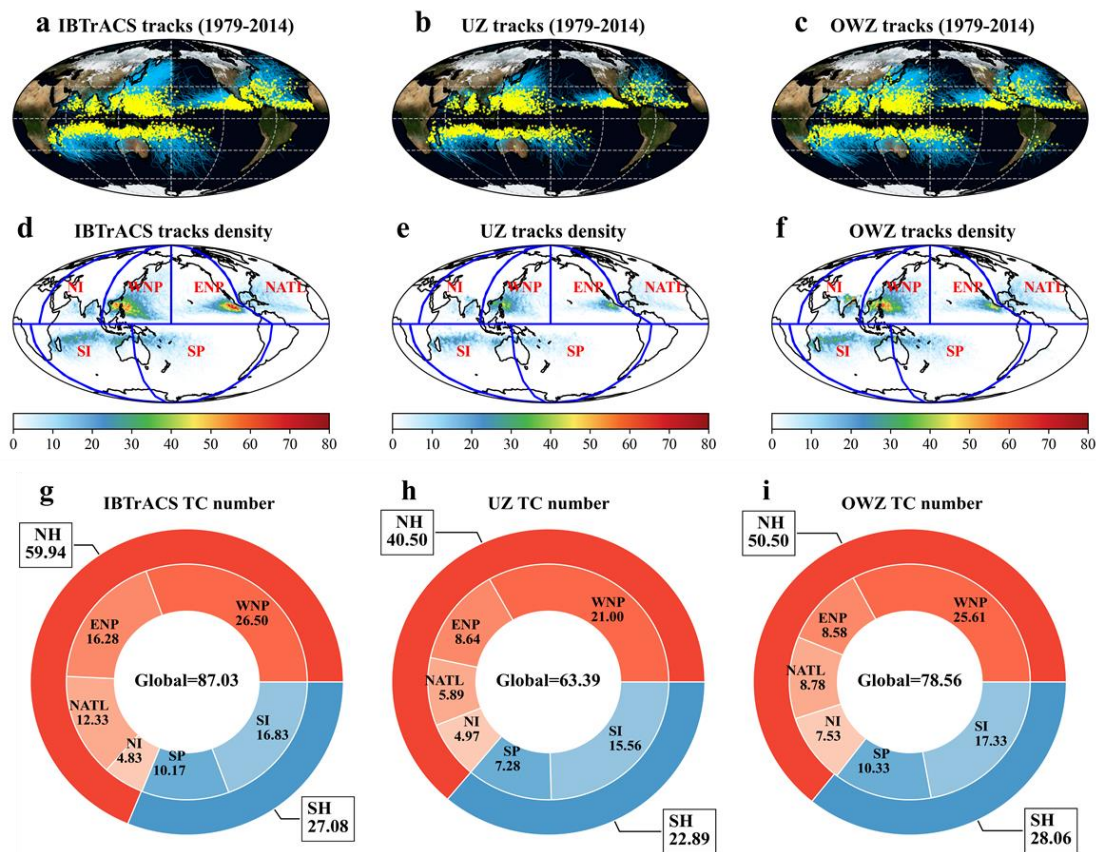 a IBTrACS tracks (1979-2014)
b UZ tracks (1979-2014)
c OWZ tracks (1979-2014)
d IBTrACS tracks density
NI WNP ENP NATL
SI SP
0 10 20 30 40 50 60 70 80
e UZ tracks density
NI WNP ENP NATL
SI SP
0 10 20 30 40 50 60 70 80
f OWZ tracks density
NI WNP ENP NATL
SI SP
0 10 20 30 40 50 60 70 80
g IBTrACS TC number
NH
59.94
WNP
26.50
ENP
16.28
NATL
12.33
NI
4.83
SP
10.17
SI
16.83
Global=87.03
SH
27.08
h UZ TC number
NH
40.50
WNP
21.00
ENP
8.64
NATL
5.89
NI
4.97
SP
7.28
SI
15.56
Global=63.39
SH
22.89
i OWZ TC number
NH
50.50
WNP
25.61
ENP
8.58
NATL
8.78
NI
7.53
SP
10.33
SI
17.33
Global=78.56
SH
28.06